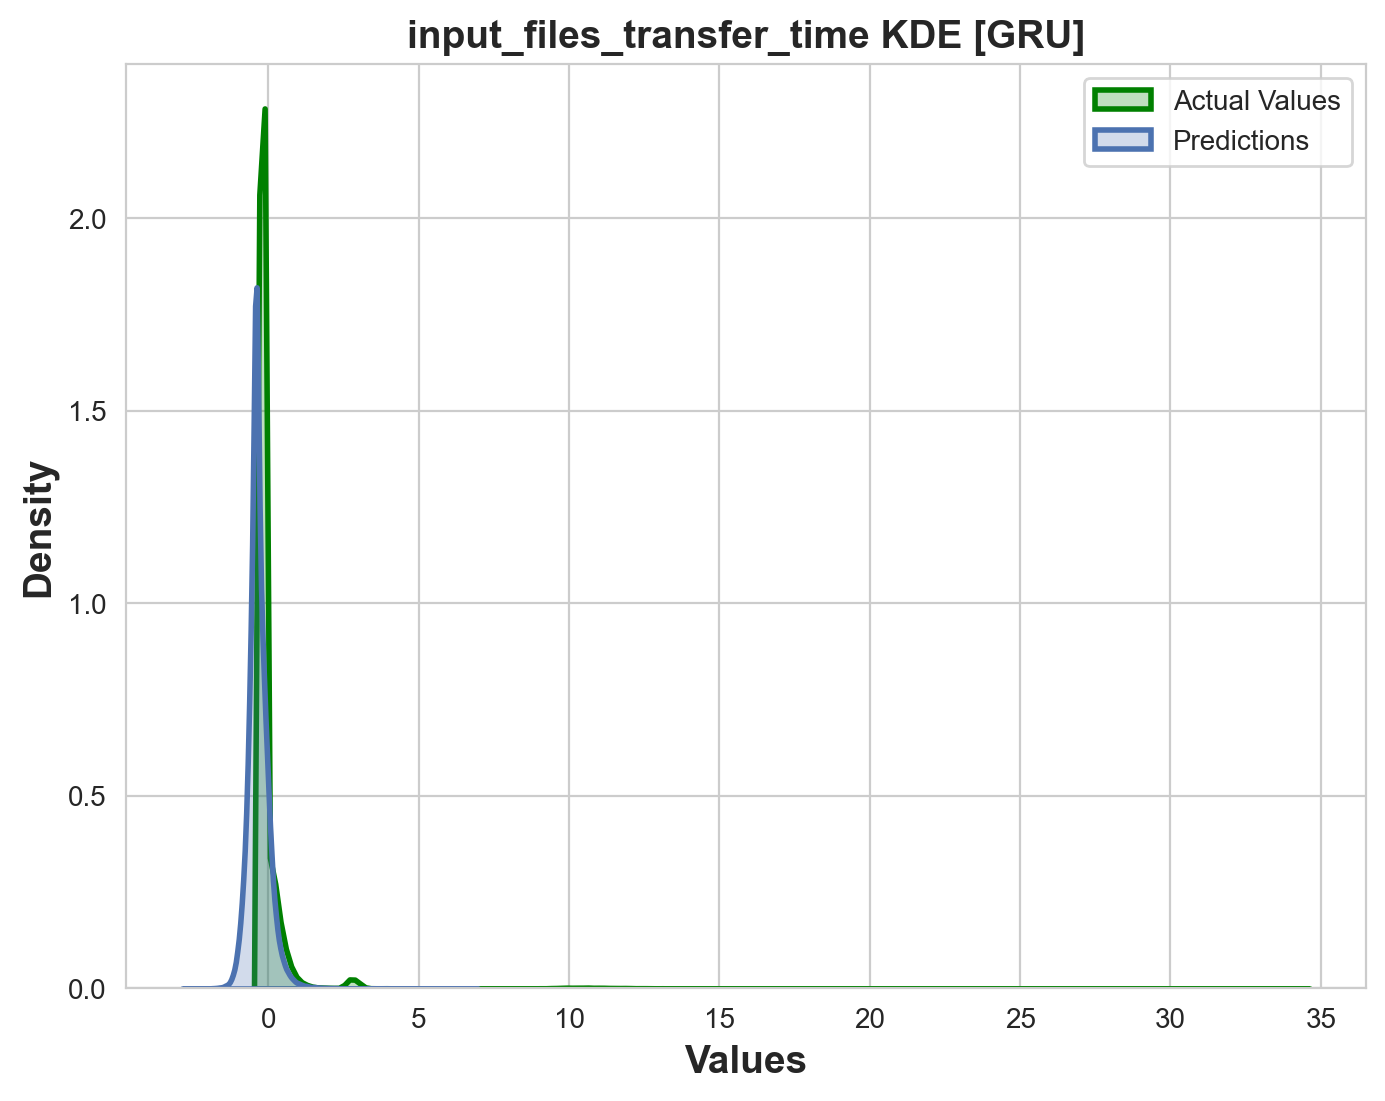 input_files_transfer_time KDE [GRU]
Actual Values
Predictions
Density
2.0
1.5
1.0
0.5
0.0
0 5 10 15 20 25 30 35
Values